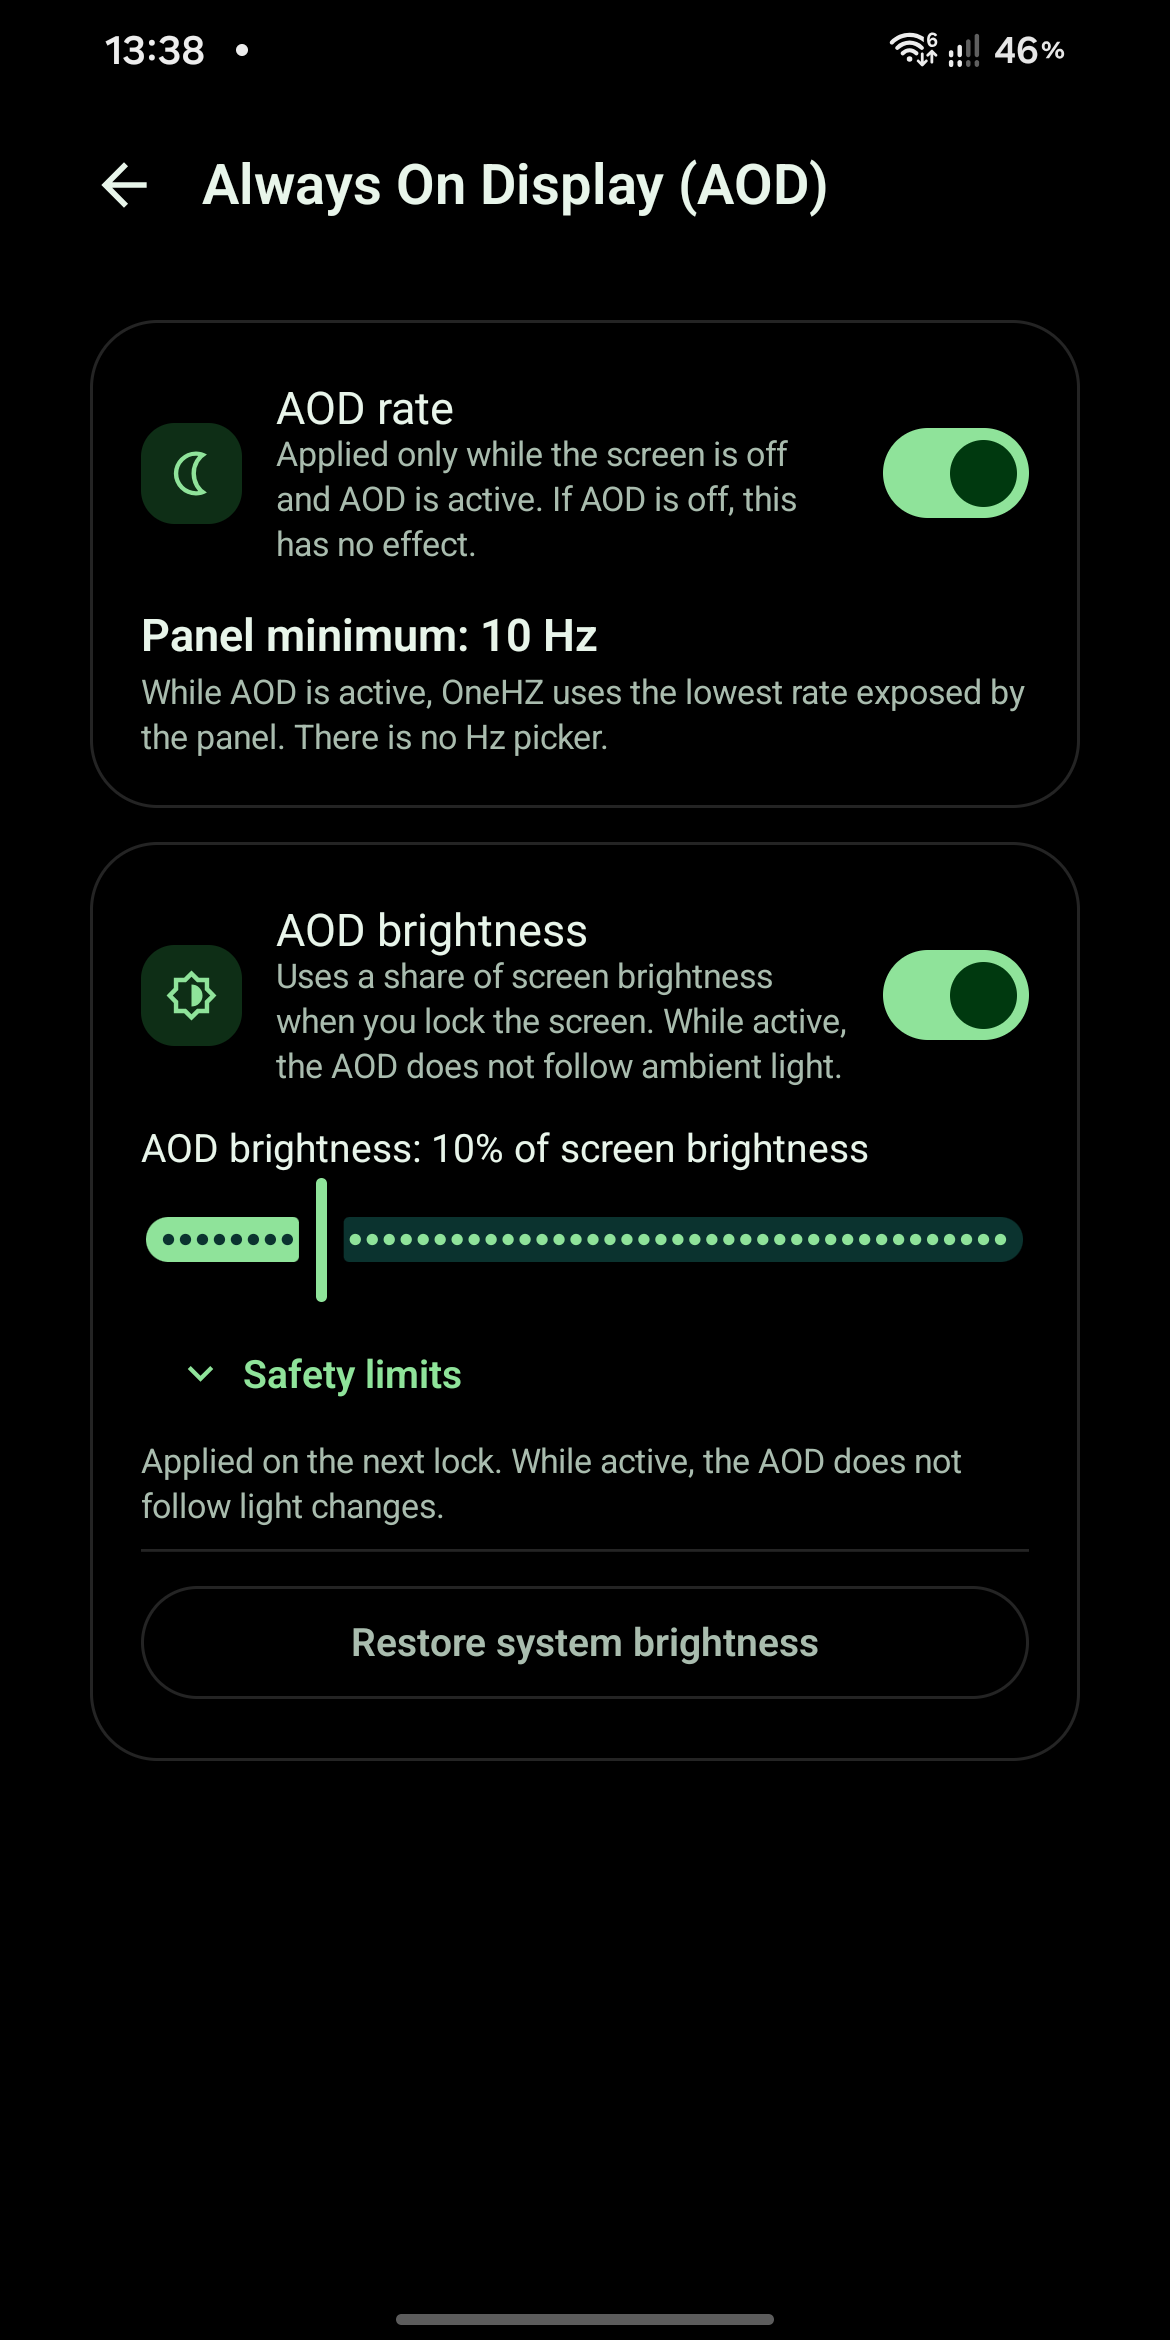 13:38
6
46%
Always On Display (AOD)
AOD rate
Applied only while the screen is off
and AOD is active. If AOD is off, this
has no effect.
Panel minimum: 10 Hz
While AOD is active, OneHZ uses the lowest rate exposed by
the panel. There is no Hz picker.
AOD brightness
Uses a share of screen brightness
when you lock the screen. While active,
the AOD does not follow ambient light.
AOD brightness: 10% of screen brightness
Safety limits
Applied on the next lock. While active, the AOD does not
follow light changes.
Restore system brightness